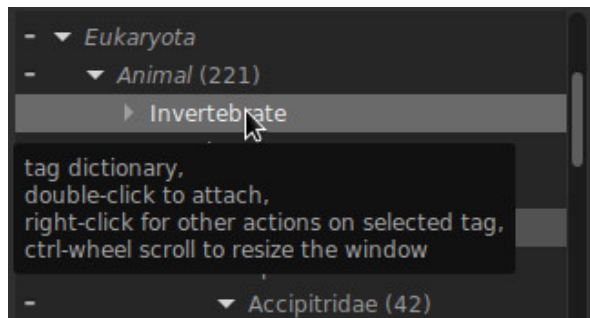 Eukaryota
Animal (221)
Invertebrate
tag dictionary,
double-click to attach,
right-click for other actions on selected tag,
ctrl-wheel scroll to resize the window
Accipitridae (42)